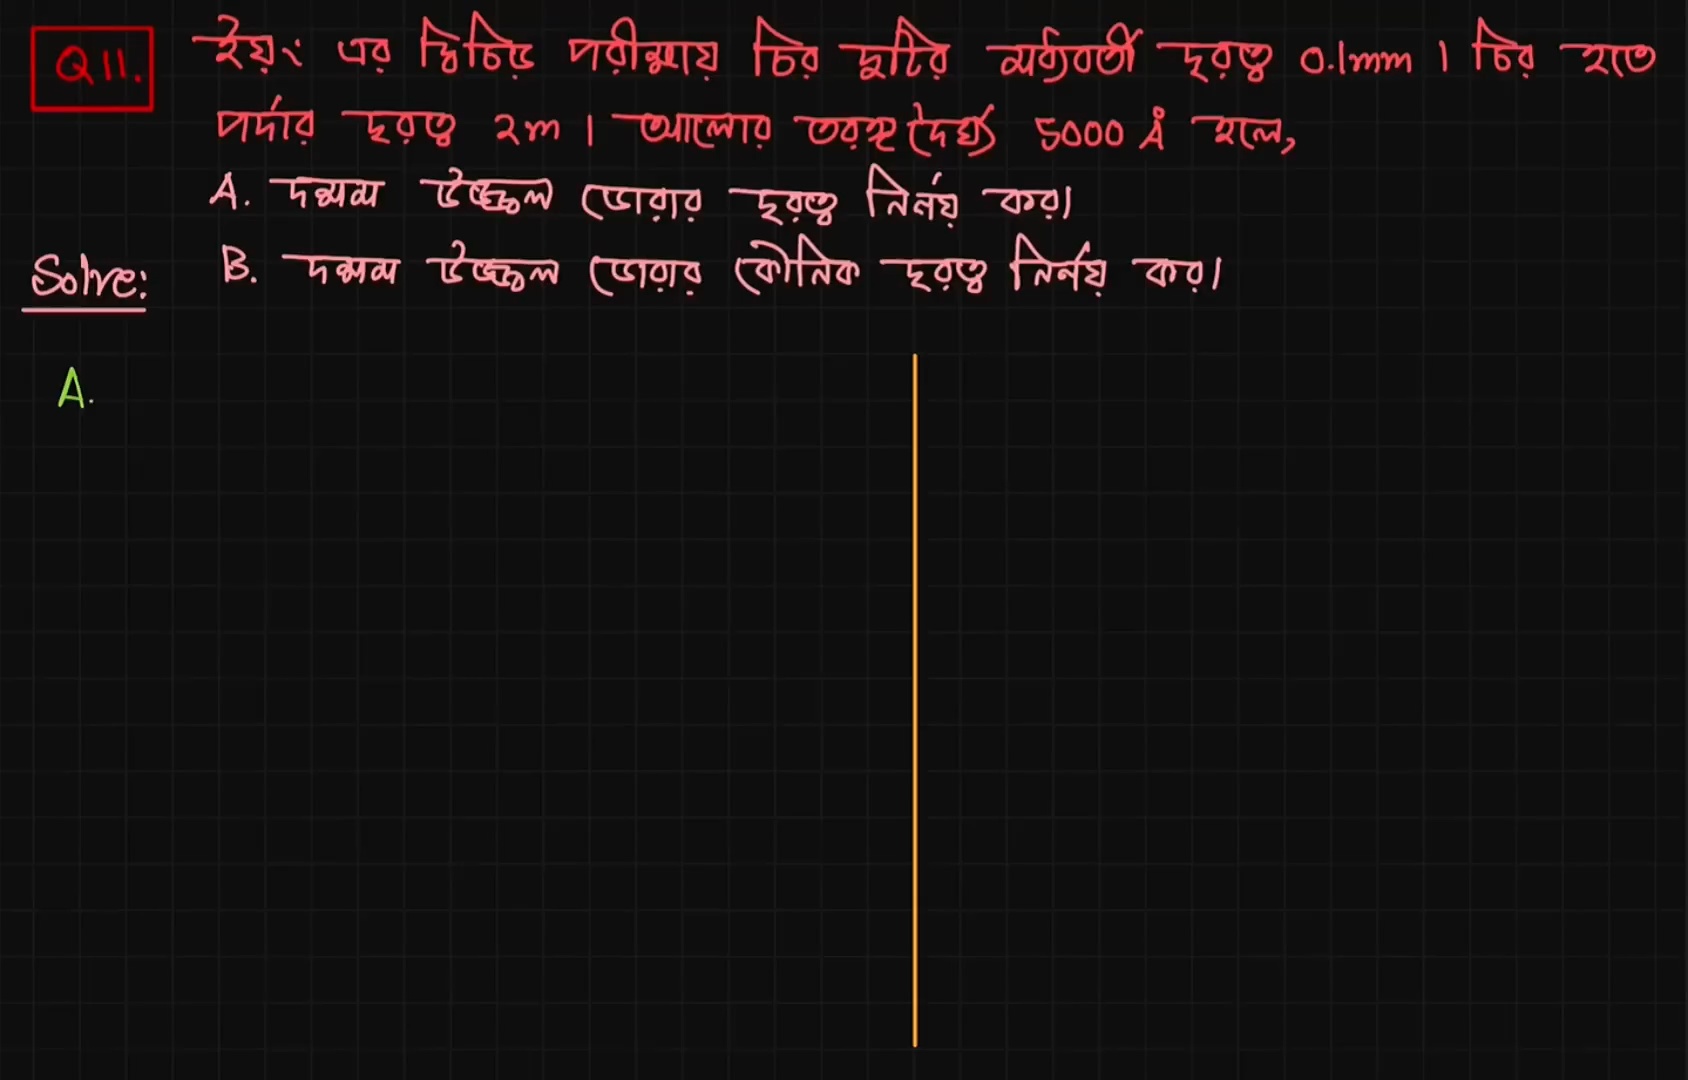 Q11. ইয়ং এর দ্বিচিড় পরীক্ষায় চির দুটির মধ্যবর্তী দূরত্ব 0.1mm । চির হতে
পর্দার দূরত্ব 2m । আলোর তরঙ্গ দৈর্ঘ্য 5000 Å হলে,
A. দশম উজ্জ্বল ডোরার দূরত্ব নির্ণয় কর।
B. দশম উজ্জ্বল ডোরার কৌনিক দূরত্ব নির্ণয় কর।
Solve:
A.